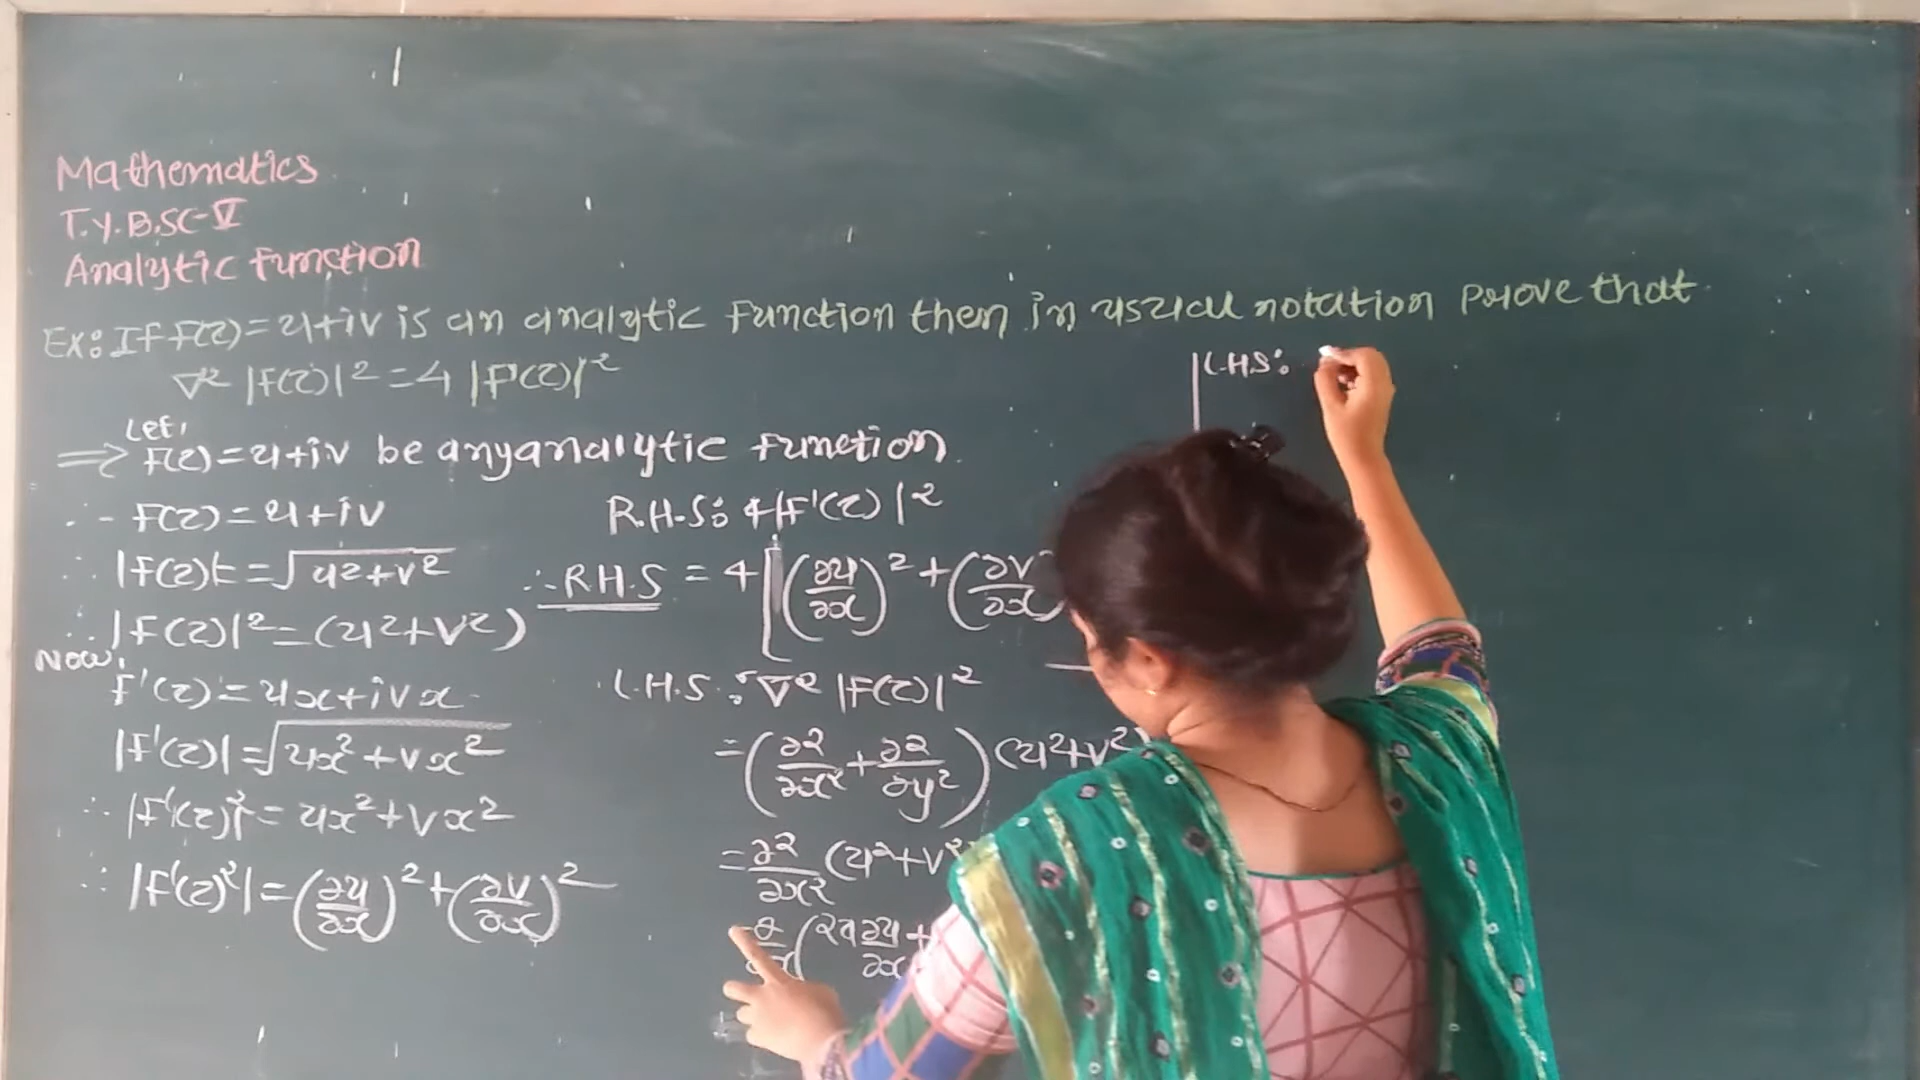 Mathematics
T.Y.B.SC-V
Analytic Function
Ex: If f(z) = u+iv is an analytic function then in usual notation prove that
∇² |F(z)|² = 4 |F'(z)|²
Let,
⇒ F(z) = u+iv be any analytic function.
∴ F(z) = u+iv
∴ |F(z)| = √(u²+v²)
∴ |F(z)|² = (u²+v²)
Now,
F'(z) = ux+ivx
|F'(z)| = √(ux²+vx²)
∴ |F'(z)|² = ux²+vx²
∴ |F'(z)²| = (∂u/∂x)² + (∂v/∂x)²
R.H.S: 4|F'(z)|²
∴ R.H.S = 4[(∂u/∂x)² + (∂v/∂x)
L.H.S: ∇² |F(z)|²
= (∂²/∂x² + ∂²/∂y²)(u²+v²)
= ∂²/∂x² (u²+v²
= ∂/∂x (2u ∂u/∂x +
L.H.S: